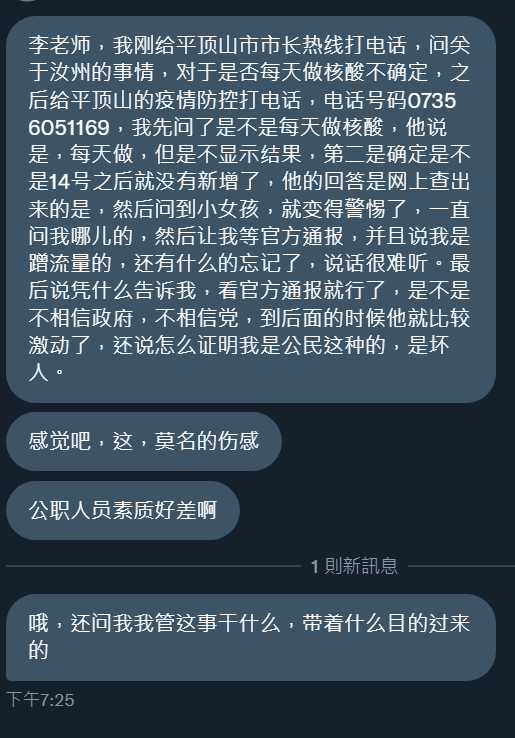 李老师，我刚给平顶山市市长热线打电话，问关
于汝州的事情，对于是否每天做核酸不确定，之
后给平顶山的疫情防控打电话，电话号码0735
6051169，我先问了是不是每天做核酸，他说
是，每天做，但是不显示结果，第二是确定是不
是14号之后就没有新增了，他的回答是网上查出
来的是，然后问到小女孩，就变得警惕了，一直
问我哪儿的，然后让我等官方通报，并且说我是
蹭流量的，还有什么的忘记了，说话很难听。最
后说凭什么告诉我，看官方通报就行了，是不是
不相信政府，不相信党，到后面的时候他就比较
激动了，还说怎么证明我是公民这种的，是坏
人。
感觉吧，这，莫名的伤感
公职人员素质好差啊
1 則新訊息
哦，还问我我管这事干什么，带着什么目的过来
的
下午7:25